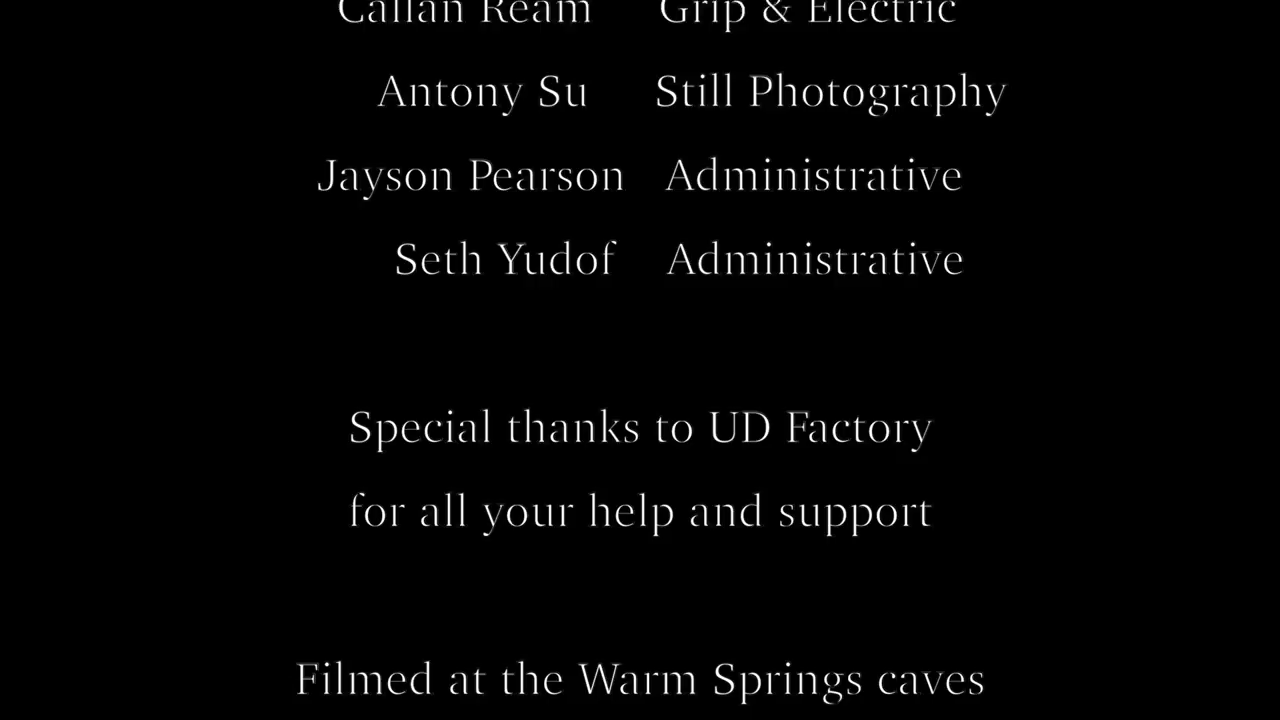 Callan Ream Grip & Electric
Antony Su Still Photography
Jayson Pearson Administrative
Seth Yudof Administrative
Special thanks to UD Factory
for all your help and support
Filmed at the Warm Springs caves